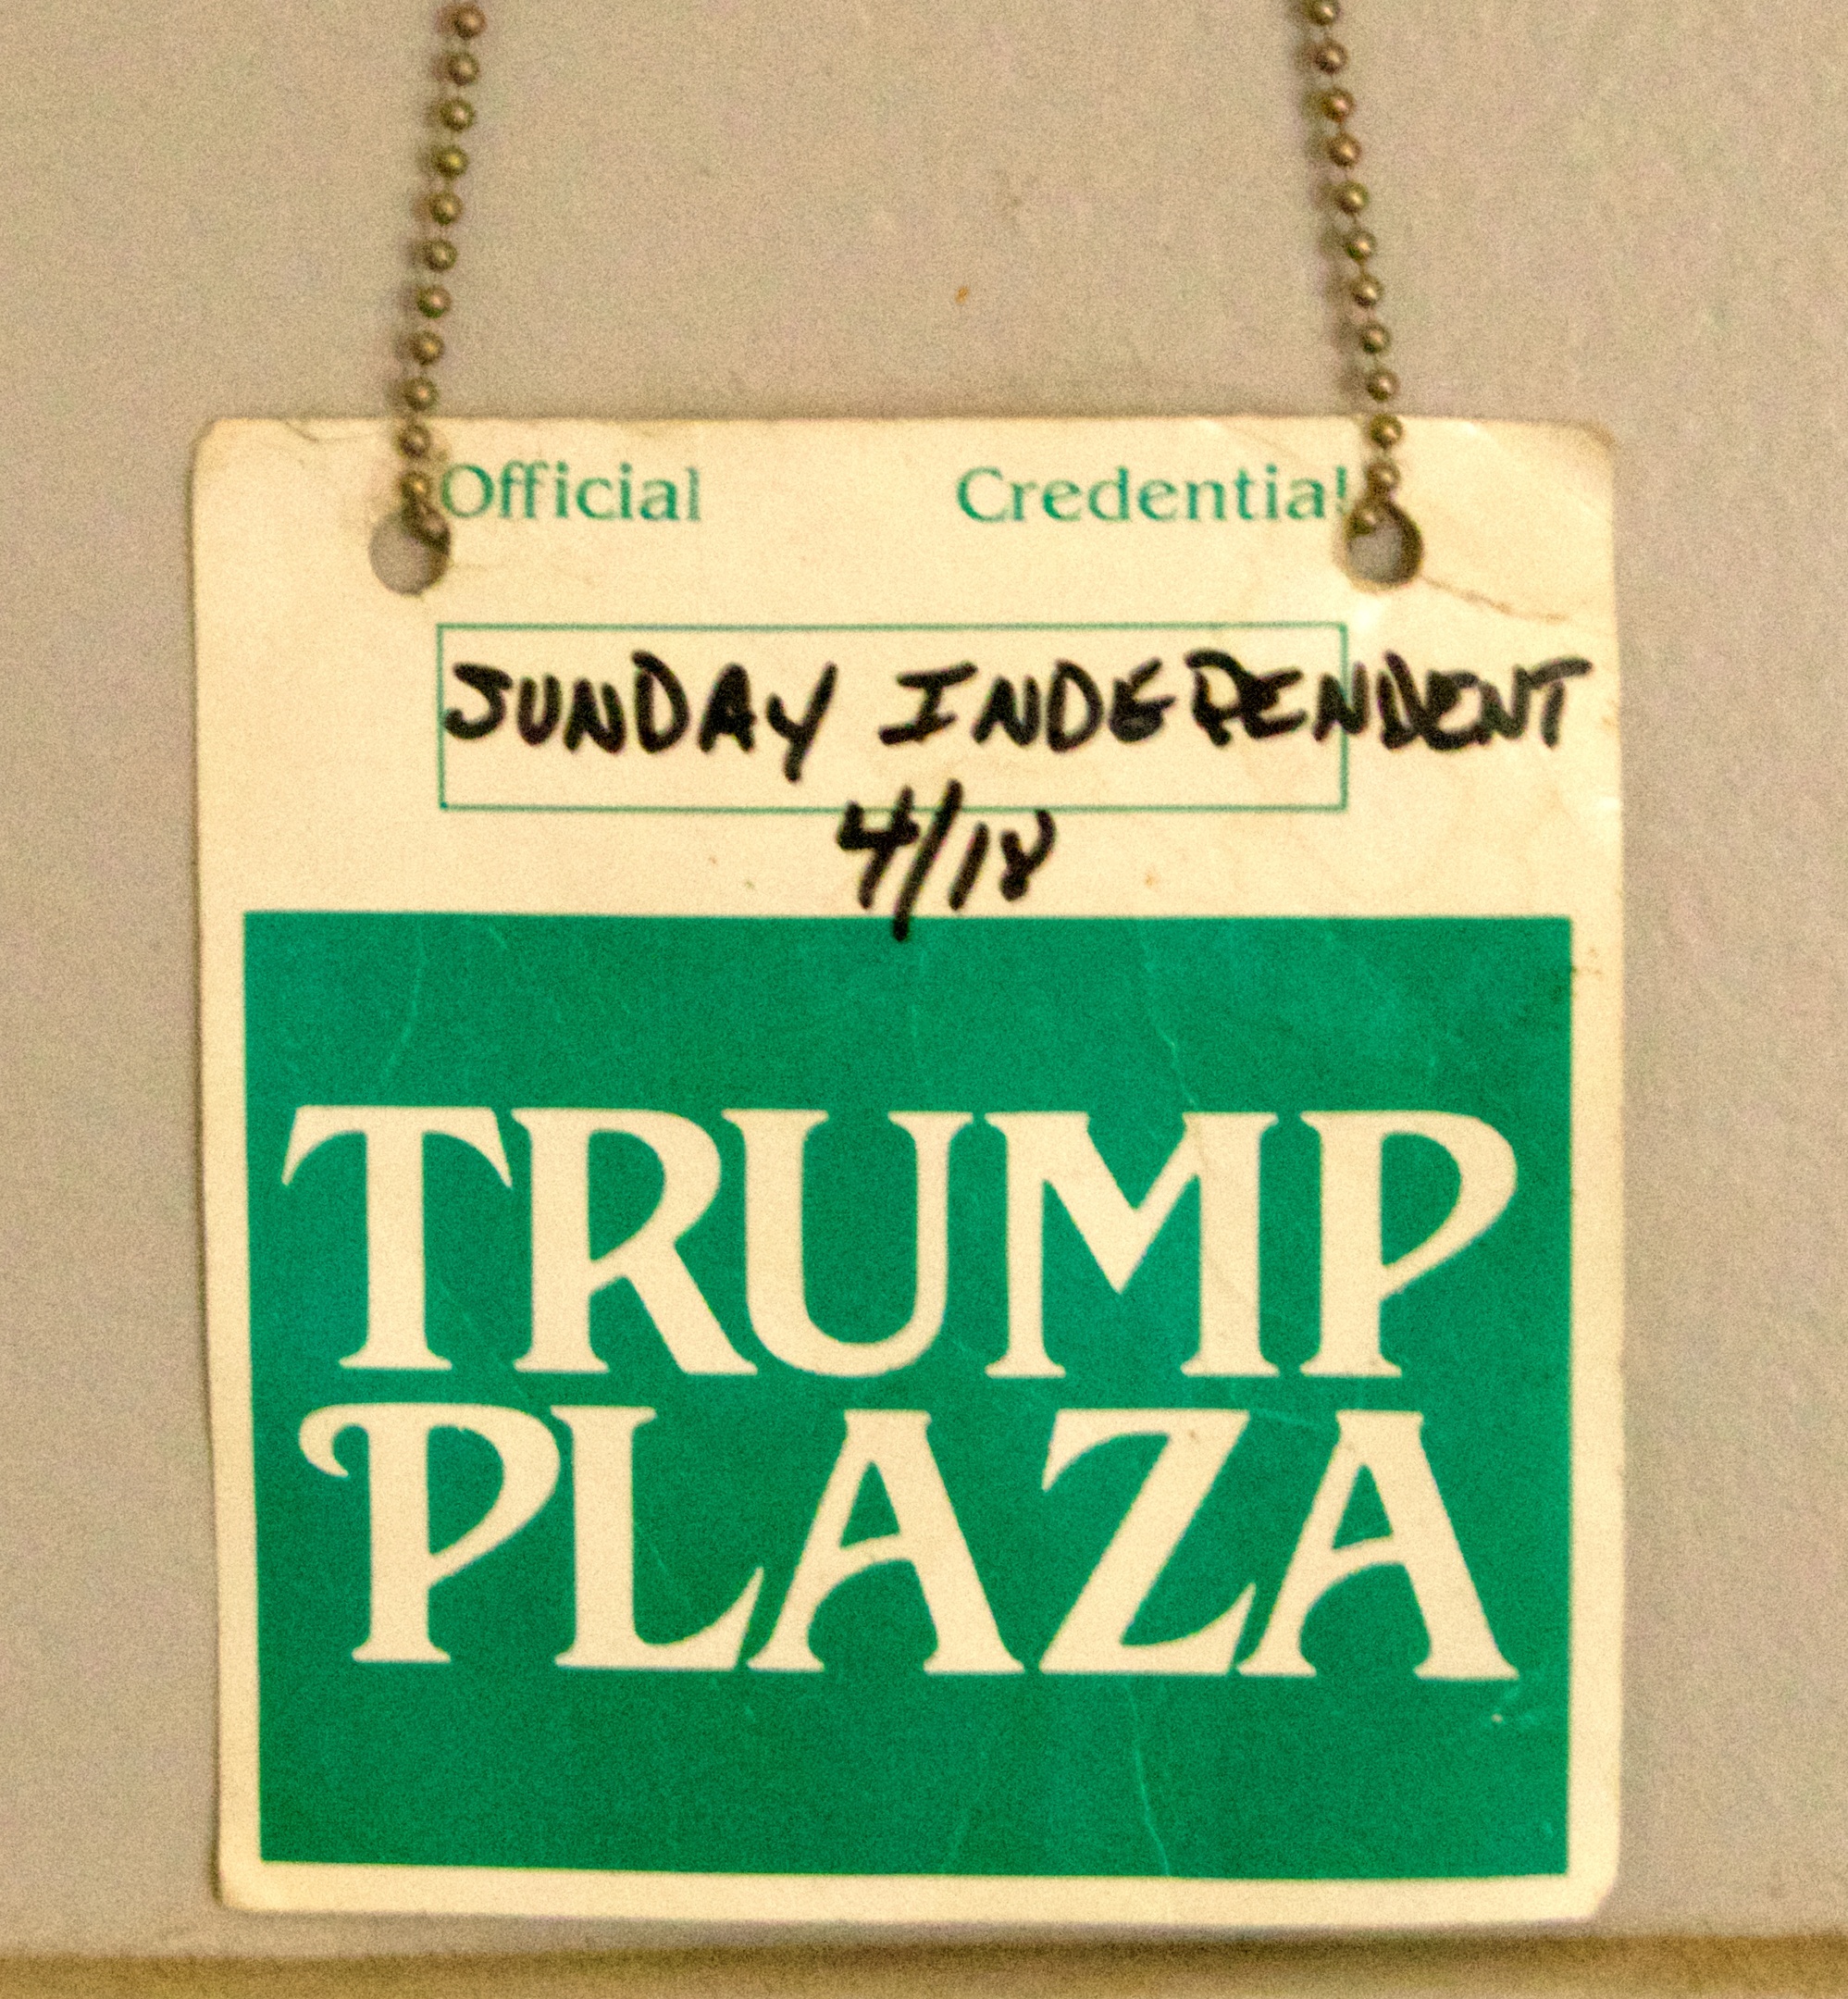 Official Credential
SUNDAY INDEPENDENT
4/18
TRUMP
PLAZA